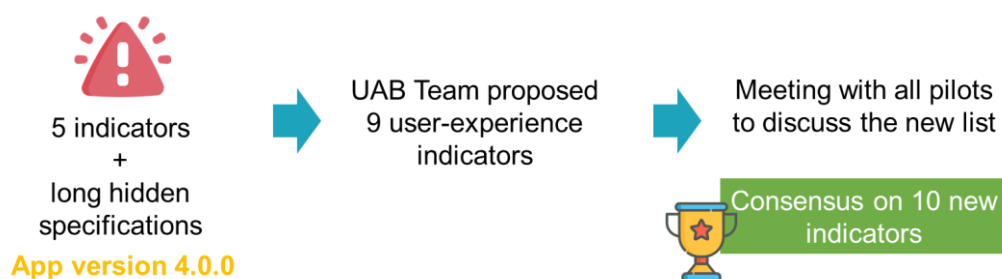 5 indicators
+
long hidden
specifications
App version 4.0.0
UAB Team proposed
9 user-experience
indicators
Meeting with all pilots
to discuss the new list
Consensus on 10 new
indicators